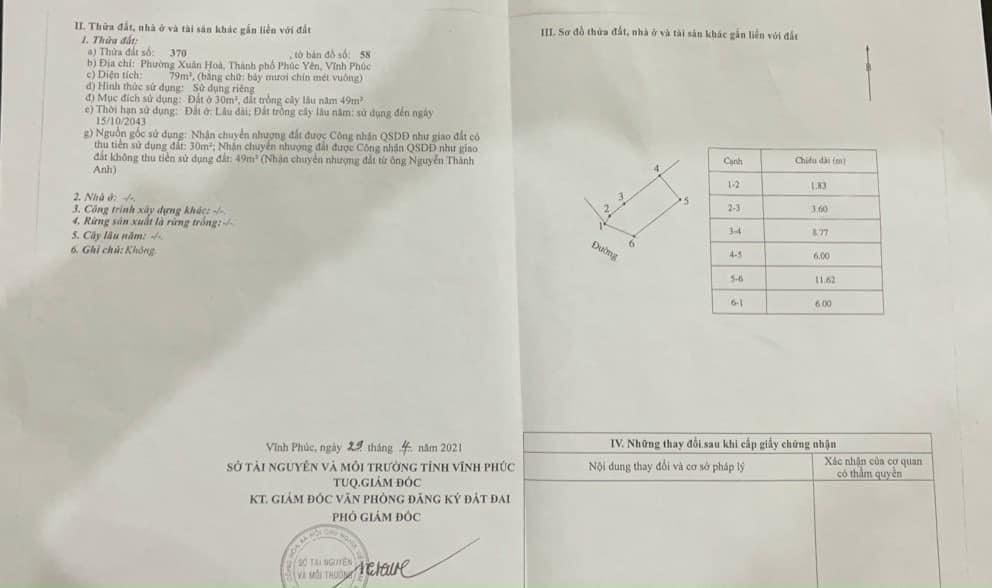 II. Thửa đất, nhà ở và tài sản khác gắn liền với đất
1. Thửa đất:
a) Thửa đất số: 370 , tờ bản đồ số: 58
b) Địa chỉ: Phường Xuân Hoà, Thành phố Phúc Yên, Vĩnh Phúc
c) Diện tích: 79m², (bằng chữ: bảy mươi chín mét vuông)
d) Hình thức sử dụng: Sử dụng riêng
đ) Mục đích sử dụng: Đất ở 30m², đất trồng cây lâu năm 49m²
e) Thời hạn sử dụng: Đất ở: Lâu dài; Đất trồng cây lâu năm: sử dụng đến ngày
15/10/2043
g) Nguồn gốc sử dụng: Nhận chuyển nhượng đất được Công nhận QSDĐ như giao đất có
thu tiền sử dụng đất: 30m²; Nhận chuyển nhượng đất được Công nhận QSDĐ như giao
đất không thu tiền sử dụng đất: 49m² (Nhận chuyển nhượng đất từ ông Nguyễn Thành
Anh)
2. Nhà ở: -/-.
3. Công trình xây dựng khác: -/-.
4. Rừng sản xuất là rừng trồng: -/-.
5. Cây lâu năm: -/-.
6. Ghi chú: Không.
Vĩnh Phúc, ngày 29 tháng 4 năm 2021
SỞ TÀI NGUYÊN VÀ MÔI TRƯỜNG TỈNH VĨNH PHÚC
TUQ.GIÁM ĐỐC
KT. GIÁM ĐỐC VĂN PHÒNG ĐĂNG KÝ ĐẤT ĐAI
PHÓ GIÁM ĐỐC
SỞ TÀI NGUYÊN
VÀ MÔI TRƯỜNG
III. Sơ đồ thửa đất, nhà ở và tài sản khác gắn liền với đất
B
4
5
3
2
1
6
Đường
Cạnh Chiều dài (m)
1-2 1.83
2-3 3.60
3-4 8.77
4-5 6.00
5-6 11.62
6-1 6.00
IV. Những thay đổi sau khi cấp giấy chứng nhận
Nội dung thay đổi và cơ sở pháp lý
Xác nhận của cơ quan
có thẩm quyền